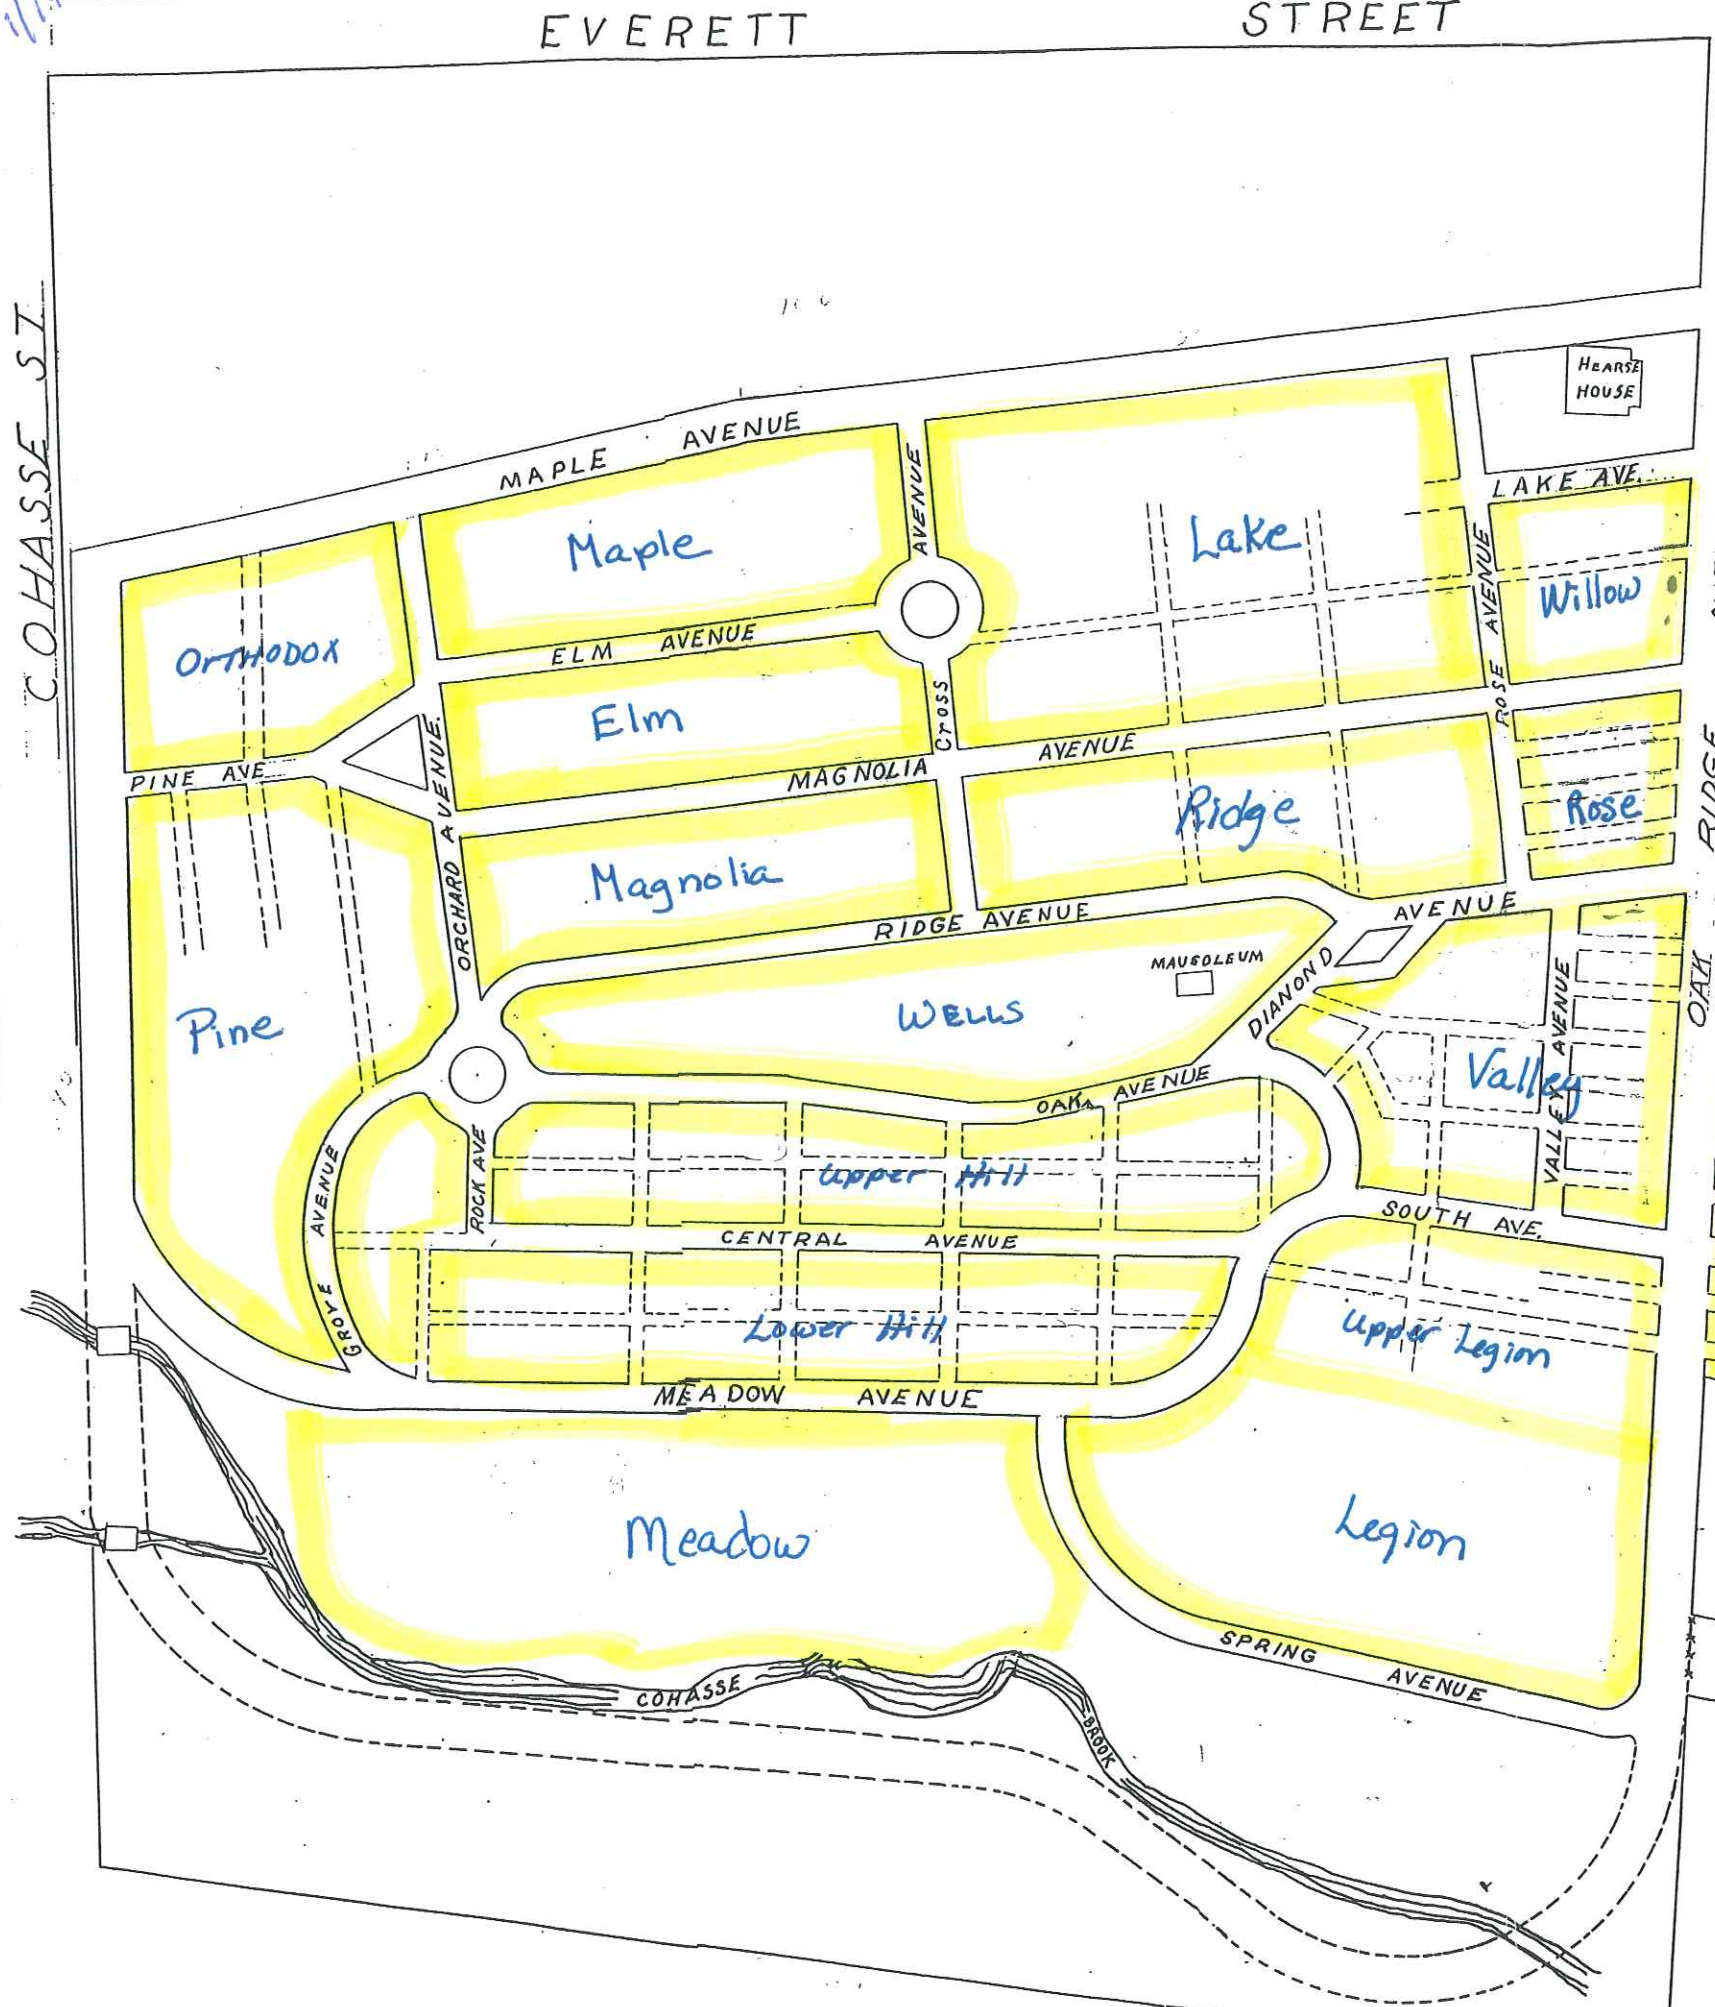 EVERETT STREET
COHASSE ST.
HEARSE
HOUSE
MAPLE AVENUE
LAKE AVE.
Maple
AVENUE
Lake
ROSE AVENUE
Willow
OrTHODOX
ELM AVENUE
Elm
Cross
ROSE AVENUE
PINE AVE
ORCHARD AVENUE.
MAGNOLIA AVENUE
Ridge
Rose
OAK RIDGE
Magnolia
RIDGE AVENUE
AVENUE
MAUSOLEUM
DIAMOND
Pine
WELLS
VALLEY AVENUE
Valley
OAK AVENUE
ROCK AVE
Upper Hill
VALLEY AVENUE
GROVE AVENUE
CENTRAL AVENUE
SOUTH AVE.
Lower Hill
Upper Legion
MEADOW AVENUE
Meadow
Legion
SPRING AVENUE
COHASSE
BROOK